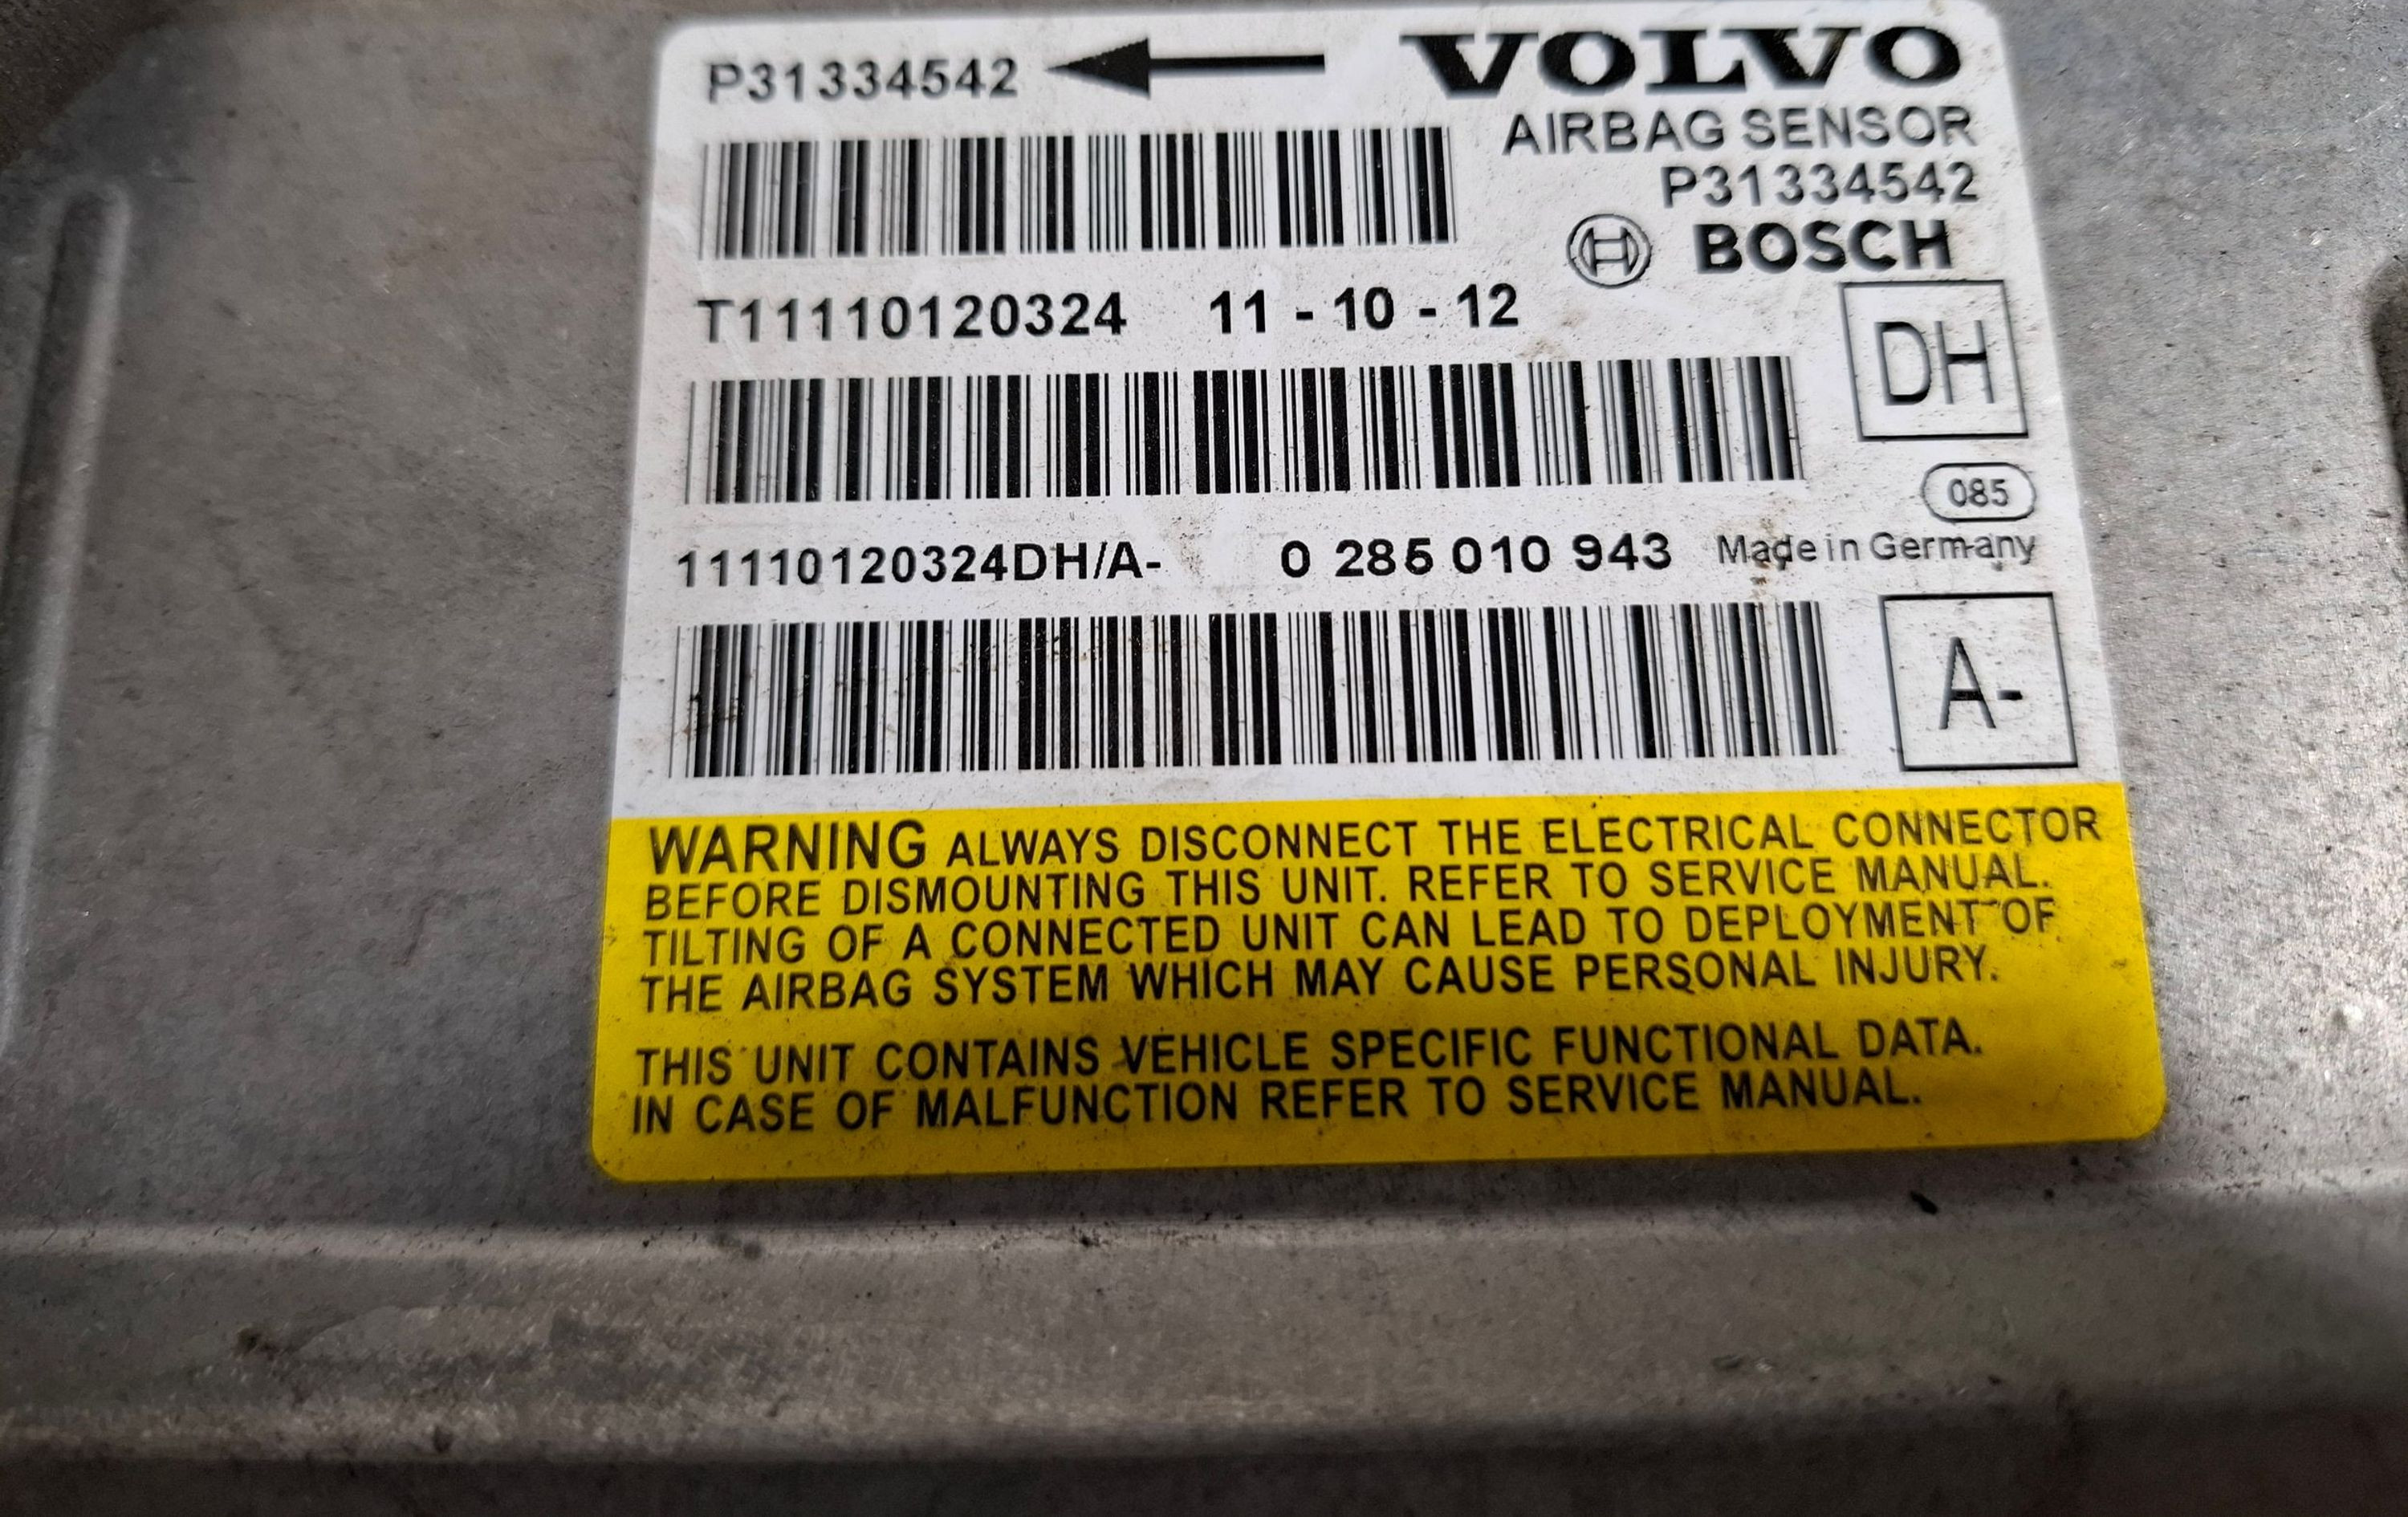 P31334542 VOLVO
AIRBAG SENSOR
P31334542
BOSCH
T11110120324 11 - 10 - 12
DH
085
11110120324DH/A- 0 285 010 943 Made in Germany
A-
WARNING ALWAYS DISCONNECT THE ELECTRICAL CONNECTOR
BEFORE DISMOUNTING THIS UNIT. REFER TO SERVICE MANUAL.
TILTING OF A CONNECTED UNIT CAN LEAD TO DEPLOYMENT OF
THE AIRBAG SYSTEM WHICH MAY CAUSE PERSONAL INJURY.
THIS UNIT CONTAINS VEHICLE SPECIFIC FUNCTIONAL DATA.
IN CASE OF MALFUNCTION REFER TO SERVICE MANUAL.